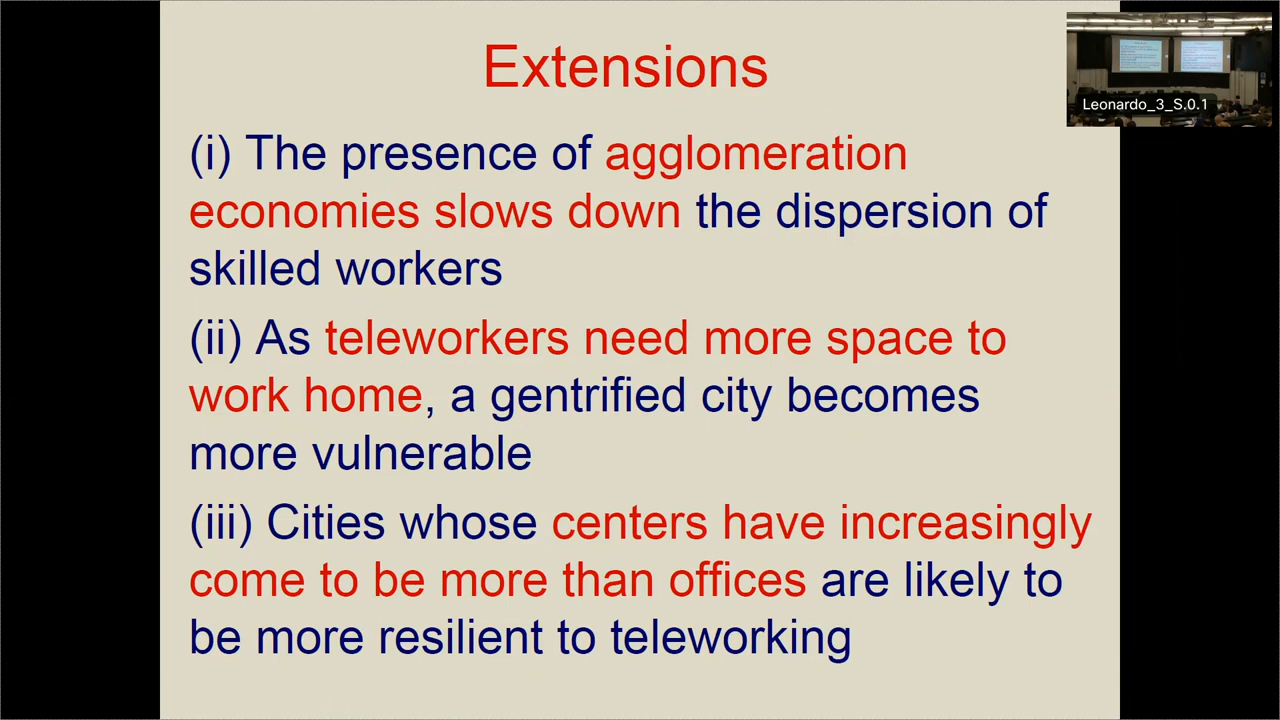 Extensions
Leonardo_3_S.0.1
(i) The presence of agglomeration
economies slows down the dispersion of
skilled workers
(ii) As teleworkers need more space to
work home, a gentrified city becomes
more vulnerable
(iii) Cities whose centers have increasingly
come to be more than offices are likely to
be more resilient to teleworking